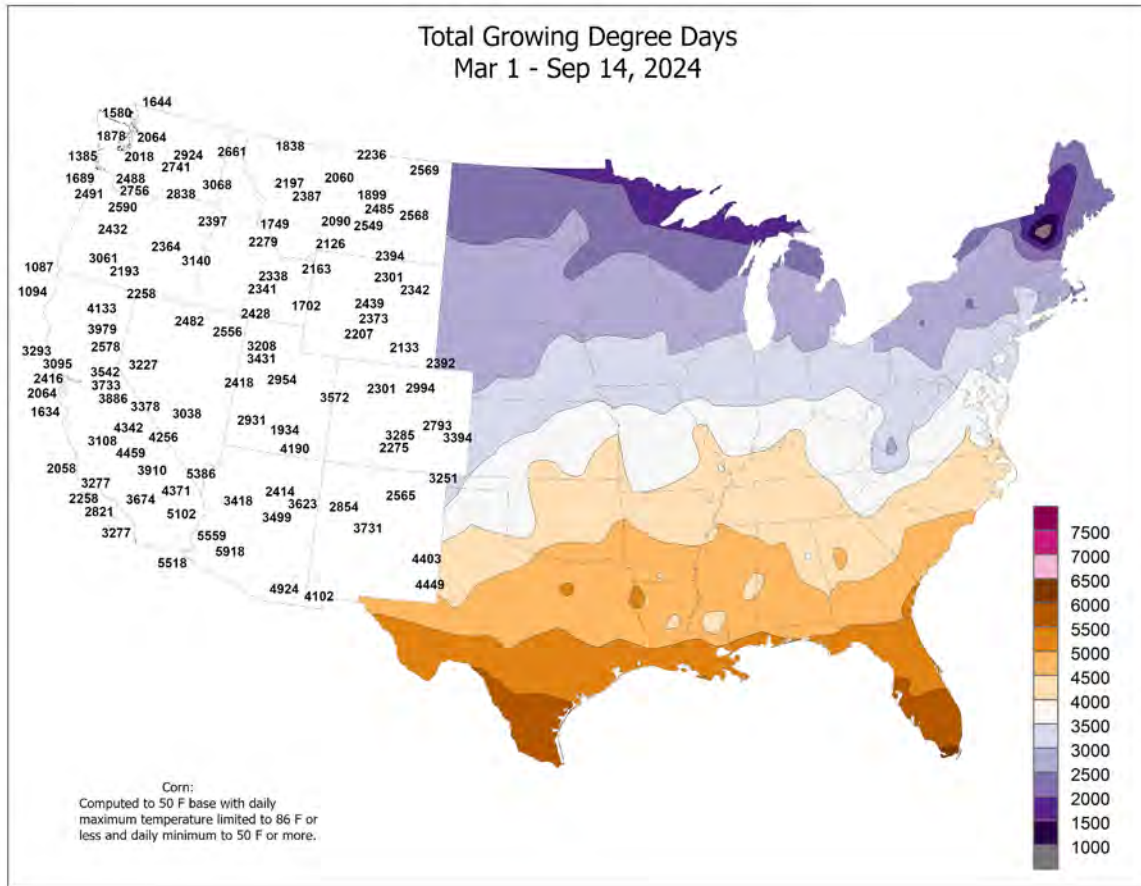 Total Growing Degree Days
Mar 1 - Sep 14, 2024
1644
1580
1878 2064
1838
1385 2018 2924 2661 2236
2741 2569
1689 2488 3068 2197 2060
2491 2756 2838 2387 1899
2590 2485 2568
2432 2397 1749 2090 2549
2364 2279 2126
3061 3140 2394
1087 2193 2338 2163 2301
1094 2258 2341 2342
4133 1702 2439
2482 2428 2373
3979 2556 2207
2578 3208 2133
3293 3431
3095 3542 3227 2392
2416 3733 2418 2954 2301 2994
2064 3886 3572
1634 3378 3038
4342 2931 1934 2793
3108 4256 3285 3394
4459 4190 2275
2058 3910 5386 3251
3277 4371 2414
2258 3674 3418 3623 2854 2565
2821 5102 3499
3277 5559 3731
5518 5918 4403
4924 4102 4449
7500
7000
6500
6000
5500
5000
4500
4000
3500
3000
2500
2000
1500
1000
Corn:
Computed to 50 F base with daily
maximum temperature limited to 86 F or
less and daily minimum to 50 F or more.